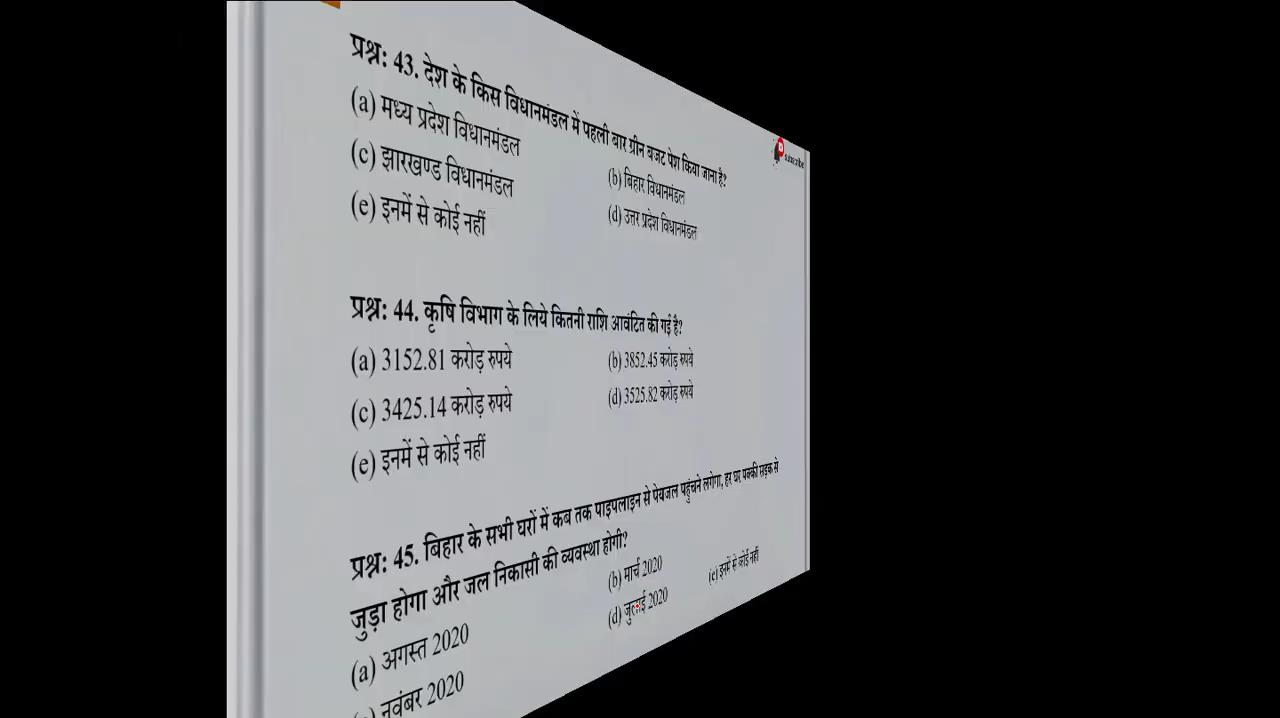 प्रश्न: 43. देश के किस विधानमंडल में पहली बार ग्रीन बजट पेश किया जाना है?
(a) मध्य प्रदेश विधानमंडल (b) बिहार विधानमंडल
(c) झारखण्ड विधानमंडल (d) उत्तर प्रदेश विधानमंडल
(e) इनमें से कोई नहीं
subscribe
प्रश्न: 44. कृषि विभाग के लिये कितनी राशि आवंटित की गई है?
(a) 3152.81 करोड़ रुपये (b) 3852.45 करोड़ रुपये
(c) 3425.14 करोड़ रुपये (d) 3525.82 करोड़ रुपये
(e) इनमें से कोई नहीं
प्रश्न: 45. बिहार के सभी घरों में कब तक पाइपलाइन से पेयजल पहुंचने लगेगा, हर घर पक्की सड़क से
जुड़ा होगा और जल निकासी की व्यवस्था होगी?
(a) अगस्त 2020 (b) मार्च 2020 (e) इनमें से कोई नहीं
नवंबर 2020 (d) जुलाई 2020